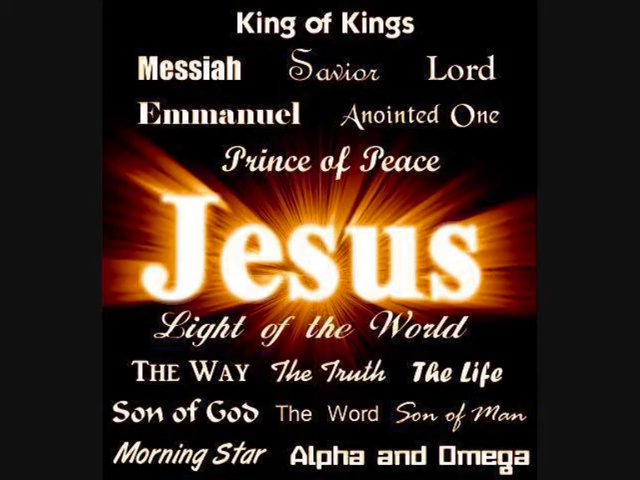 King of Kings
Messiah Savior Lord
Emmanuel Anointed One
Prince of Peace
Jesus
Light of the World
THE WAY The Truth The Life
Son of God The Word Son of Man
Morning Star Alpha and Omega